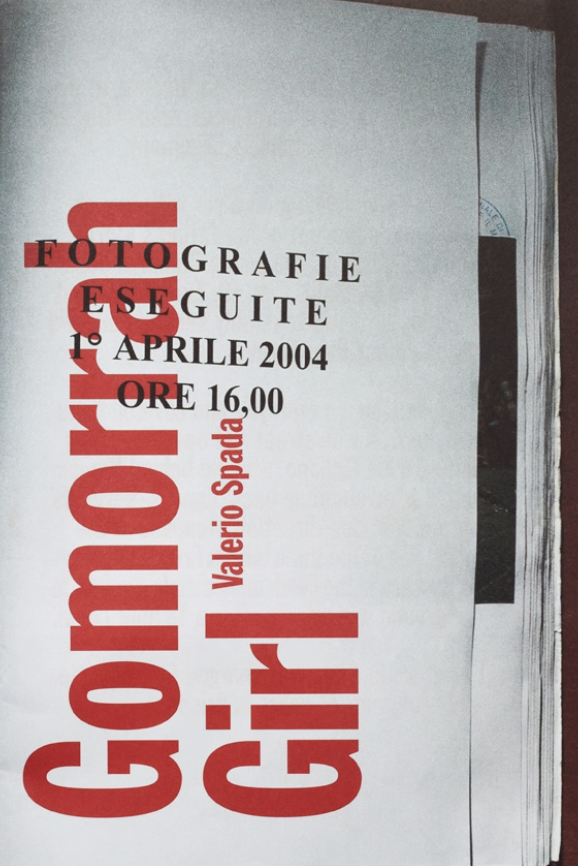 FOTOGRAFIE
ESEGUITE
1° APRILE 2004
ORE 16,00
Gomorrah
Girl
Valerio Spada